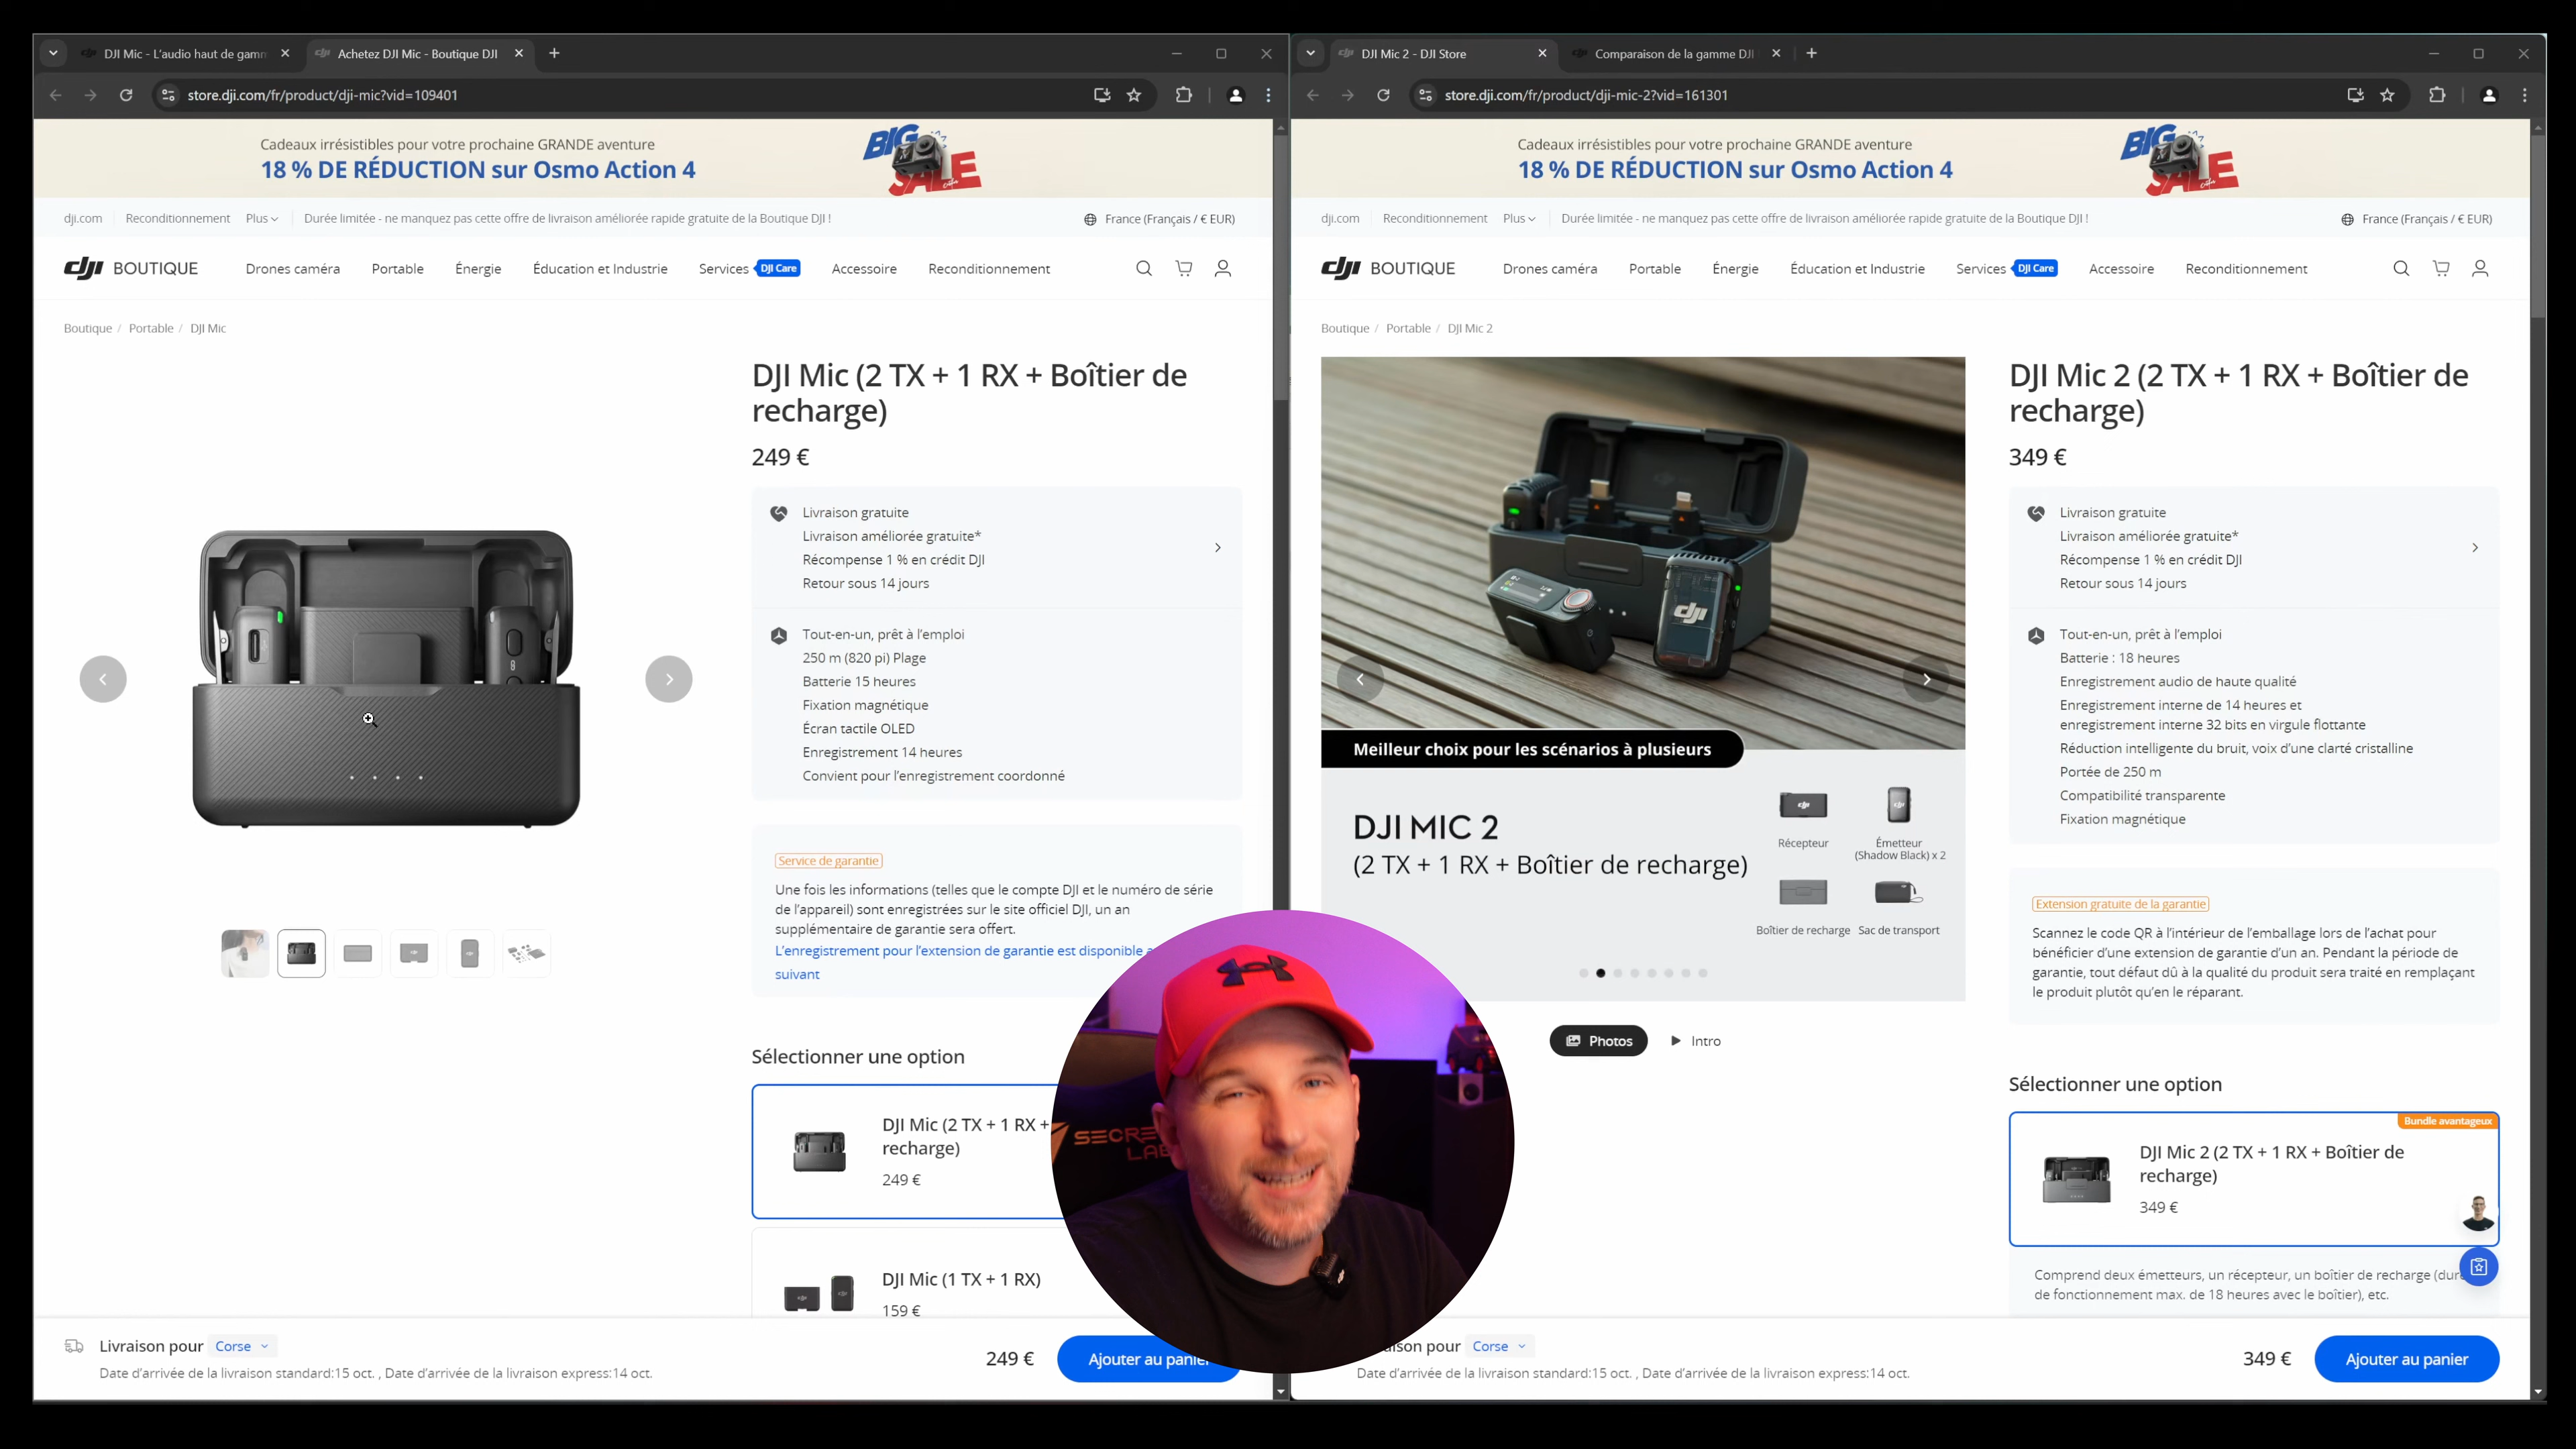 DJI Mic - L'audio haut de gamm
Achetez DJI Mic - Boutique DJI
store.dji.com/fr/product/dji-mic?vid=109401
Cadeaux irrésistibles pour votre prochaine GRANDE aventure
18 % DE RÉDUCTION sur Osmo Action 4
BIG
SALE
dji.com
Reconditionnement
Plus
Durée limitée - ne manquez pas cette offre de livraison améliorée rapide gratuite de la Boutique DJI !
France (Français / € EUR)
dji BOUTIQUE
Drones caméra
Portable
Énergie
Éducation et Industrie
Services
DJI Care
Accessoire
Reconditionnement
Boutique / Portable / DJI Mic
DJI Mic (2 TX + 1 RX + Boîtier de
recharge)
249 €
Livraison gratuite
Livraison améliorée gratuite*
Récompense 1 % en crédit DJI
Retour sous 14 jours
Tout-en-un, prêt à l'emploi
250 m (820 pi) Plage
Batterie 15 heures
Fixation magnétique
Écran tactile OLED
Enregistrement 14 heures
Convient pour l'enregistrement coordonné
Service de garantie
Une fois les informations (telles que le compte DJI et le numéro de série
de l'appareil) sont enregistrées sur le site officiel DJI, un an
supplémentaire de garantie sera offert.
L'enregistrement pour l'extension de garantie est disponible
suivant
Sélectionner une option
DJI Mic (2 TX + 1 RX +
recharge)
249 €
DJI Mic (1 TX + 1 RX)
159 €
Livraison pour Corse
Date d'arrivée de la livraison standard:15 oct. , Date d'arrivée de la livraison express:14 oct.
249 €
Ajouter au panier
SECRE
LAB
DJI Mic 2 - DJI Store
Comparaison de la gamme DJI
store.dji.com/fr/product/dji-mic-2?vid=161301
Cadeaux irrésistibles pour votre prochaine GRANDE aventure
18 % DE RÉDUCTION sur Osmo Action 4
BIG
SALE
dji.com
Reconditionnement
Plus
Durée limitée - ne manquez pas cette offre de livraison améliorée rapide gratuite de la Boutique DJI !
France (Français / € EUR)
dji BOUTIQUE
Drones caméra
Portable
Énergie
Éducation et Industrie
Services
DJI Care
Accessoire
Reconditionnement
Boutique / Portable / DJI Mic 2
dji
Meilleur choix pour les scénarios à plusieurs
DJI MIC 2
(2 TX + 1 RX + Boîtier de recharge)
Récepteur
Émetteur
(Shadow Black) x 2
Boîtier de recharge
Sac de transport
Photos
Intro
DJI Mic 2 (2 TX + 1 RX + Boîtier de
recharge)
349 €
Livraison gratuite
Livraison améliorée gratuite*
Récompense 1 % en crédit DJI
Retour sous 14 jours
Tout-en-un, prêt à l'emploi
Batterie : 18 heures
Enregistrement audio de haute qualité
Enregistrement interne de 14 heures et
enregistrement interne 32 bits en virgule flottante
Réduction intelligente du bruit, voix d'une clarté cristalline
Portée de 250 m
Compatibilité transparente
Fixation magnétique
Extension gratuite de la garantie
Scannez le code QR à l'intérieur de l'emballage lors de l'achat pour
bénéficier d'une extension de garantie d'un an. Pendant la période de
garantie, tout défaut dû à la qualité du produit sera traité en remplaçant
le produit plutôt qu'en le réparant.
Sélectionner une option
Bundle avantageux
DJI Mic 2 (2 TX + 1 RX + Boîtier de
recharge)
349 €
Comprend deux émetteurs, un récepteur, un boîtier de recharge (dur
de fonctionnement max. de 18 heures avec le boîtier), etc.
aison pour Corse
Date d'arrivée de la livraison standard:15 oct. , Date d'arrivée de la livraison express:14 oct.
349 €
Ajouter au panier